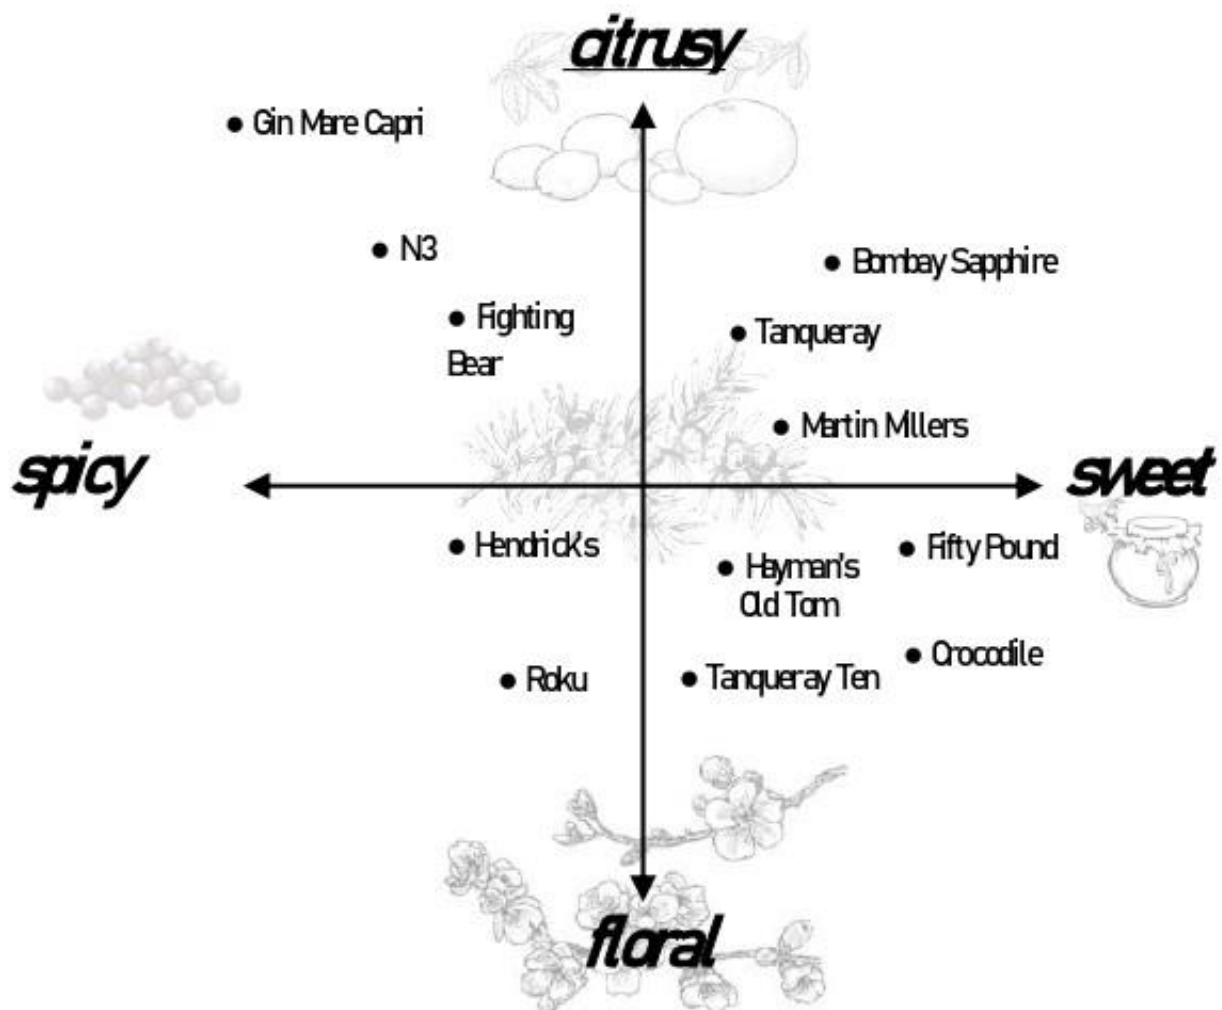 citrusy
Gin Mare Capri
N3
Bombay Sapphire
Fighting
Bear
Tanqueray
Martin Millers
spicy
sweet
Hendrick's
Fifty Pound
Hayman's
Old Tom
Crocodile
Roku
Tanqueray Ten
floral